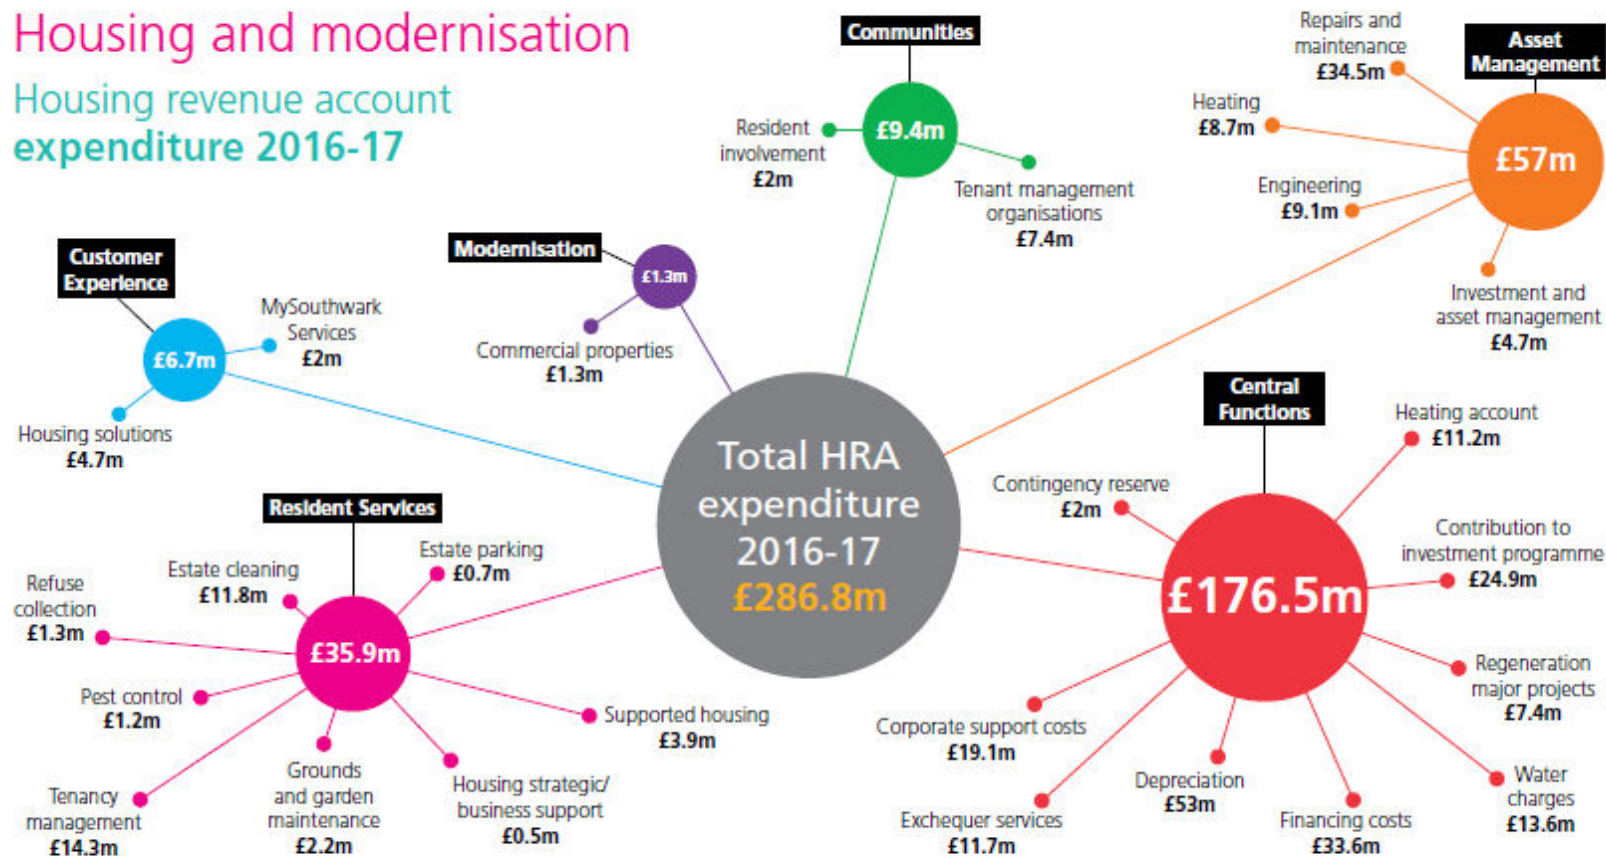 Housing and modernisation
Housing revenue account
expenditure 2016-17
Communities
£9.4m
Resident
involvement
£2m
Tenant management
organisations
£7.4m
Asset
Management
£57m
Repairs and
maintenance
£34.5m
Heating
£8.7m
Engineering
£9.1m
Investment and
asset management
£4.7m
Customer
Experience
£6.7m
MySouthwark
Services
£2m
Housing solutions
£4.7m
Modernisation
£1.3m
Commercial properties
£1.3m
Total HRA
expenditure
2016-17
£286.8m
Resident Services
£35.9m
Estate parking
£0.7m
Estate cleaning
£11.8m
Refuse
collection
£1.3m
Pest control
£1.2m
Tenancy
management
£14.3m
Grounds
and garden
maintenance
£2.2m
Housing strategic/
business support
£0.5m
Supported housing
£3.9m
Central
Functions
£176.5m
Heating account
£11.2m
Contingency reserve
£2m
Contribution to
investment programme
£24.9m
Regeneration
major projects
£7.4m
Water
charges
£13.6m
Financing costs
£33.6m
Depreciation
£53m
Exchequer services
£11.7m
Corporate support costs
£19.1m